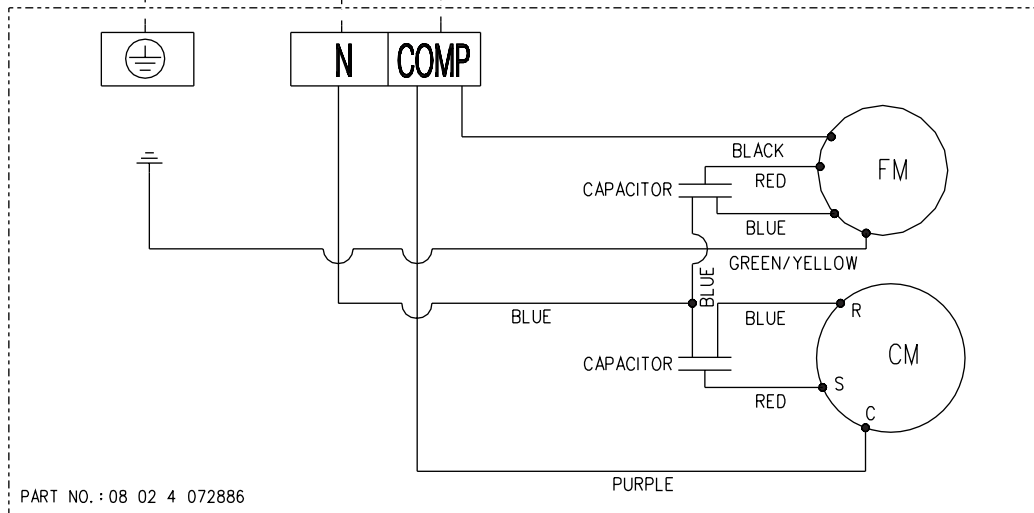 N COMP
BLACK
FM
RED
CAPACITOR
BLUE
GREEN/YELLOW
BLUE
BLUE
BLUE
R
CM
CAPACITOR
S
RED
C
PURPLE
PART NO.:08 02 4 072886